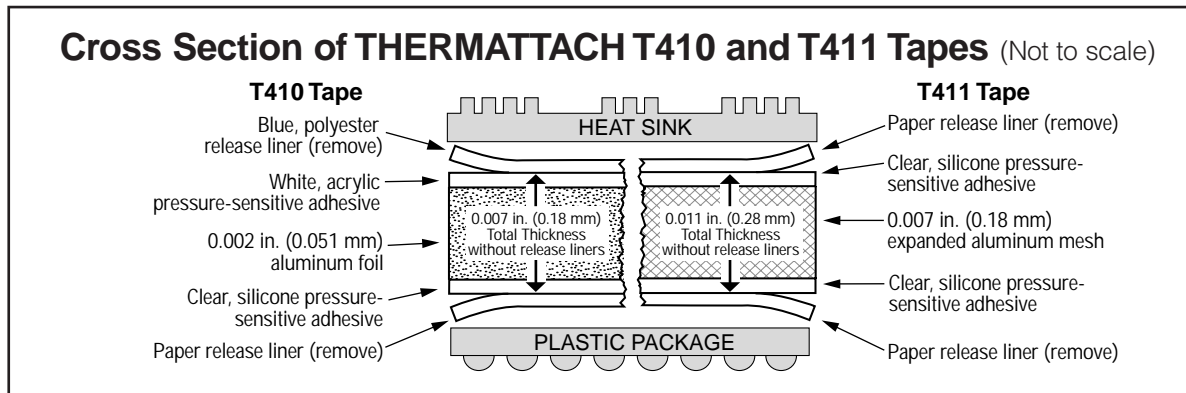 Cross Section of THERMATTACH T410 and T411 Tapes (Not to scale)
T410 Tape
Blue, polyester
release liner (remove)
White, acrylic
pressure-sensitive adhesive
0.002 in. (0.051 mm)
aluminum foil
Clear, silicone pressure-
sensitive adhesive
Paper release liner (remove)
HEAT SINK
0.007 in. (0.18 mm)
Total Thickness
without release liners
0.011 in. (0.28 mm)
Total Thickness
without release liners
PLASTIC PACKAGE
T411 Tape
Paper release liner (remove)
Clear, silicone pressure-
sensitive adhesive
0.007 in. (0.18 mm)
expanded aluminum mesh
Clear, silicone pressure-
sensitive adhesive
Paper release liner (remove)